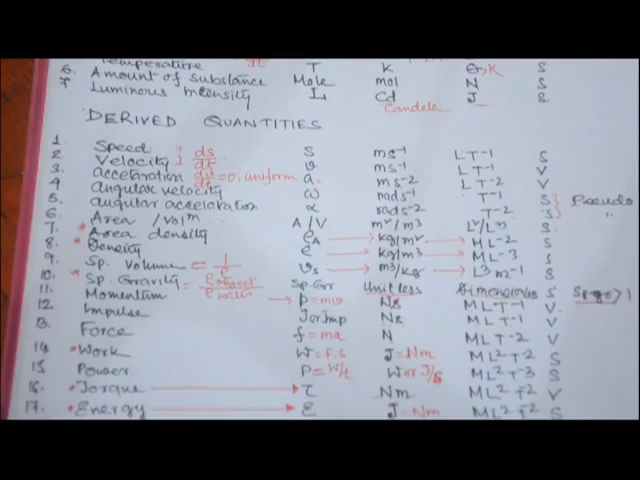 Temperature dt T K θ, K S
6. Amount of Substance Mole mol N S
7 Luminous Intensity L Cd J S
Candela
DERIVED QUANTITIES
1. Speed ds S ms-1 LT-1 S
2 Velocity dt v ms-1 LT-1 V
3. acceleration dv = 0, uniform a. ms-2 LT-2 V
4. angular velocity dt ω rads-1 T-1 S Pseudo
5. angular acceleration α rads-2 T-2 S "
6. Area /volm A/V m²/m3 L²/L3 S.
7. * Area density ρA kg/m² ML-2 S
8. * Density ρ kg/m3 ML-3 S
9. Sp. Volume = 1/ρ vs m3/kg L3 m-1 S
10. * Sp. Gravity = ρobject/ρwater Sp.Gr Unitless dimensionless S >1
11. Momentum p = mv Ns MLT-1 V.
12 Impulse J or Imp Ns MLT-1 V
13. Force f = ma N MLT-2 V
14. • Work W = F.S J = Nm ML2T-2 S
15 Power P = W/t W or J/s ML2T-3 S
16. • Torque τ Nm ML2T-2 V
17. • Energy E J Nm ML2T-2 S